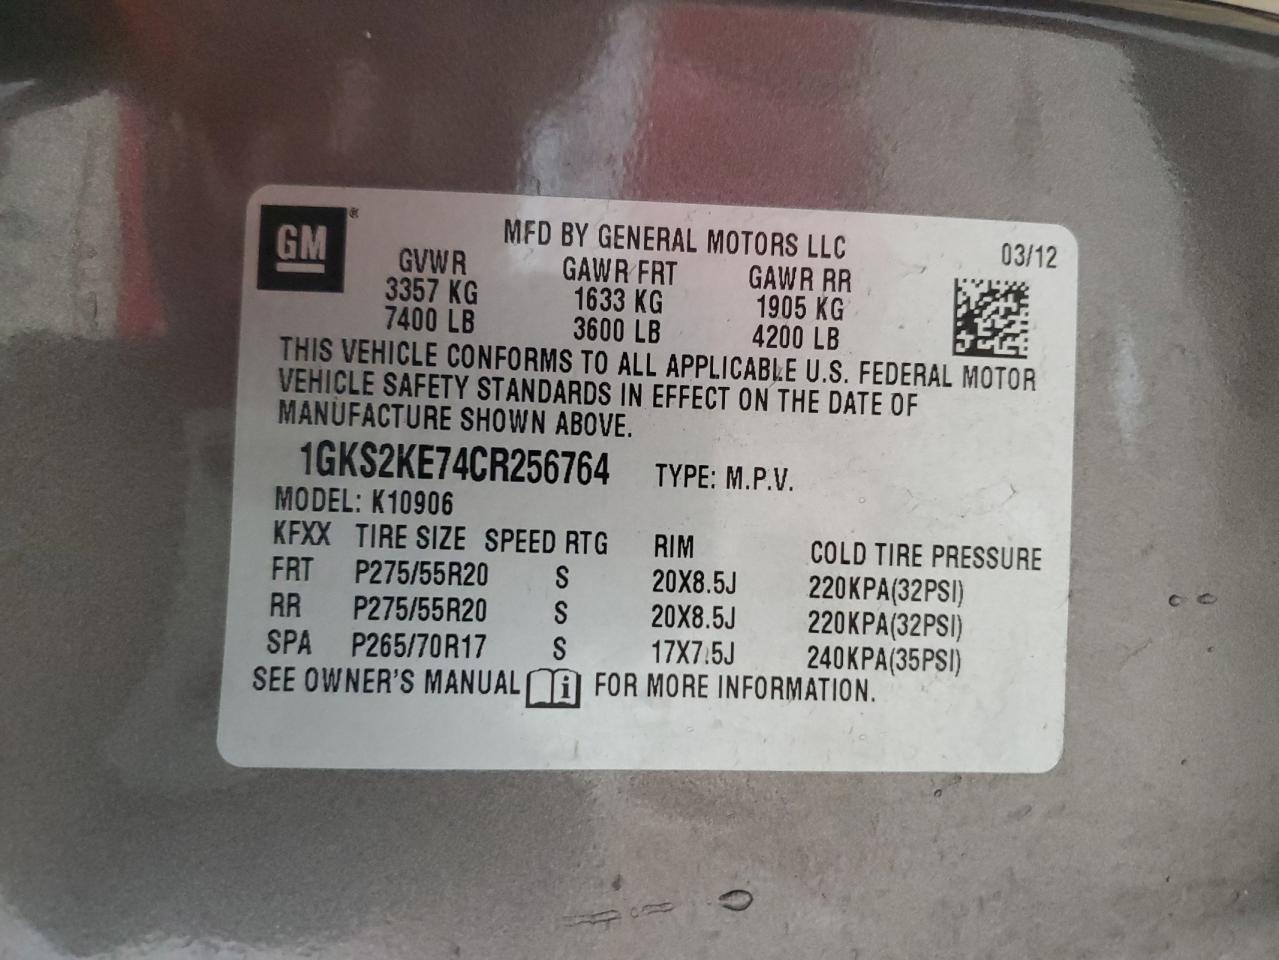 GM®
MFD BY GENERAL MOTORS LLC 03/12
GVWR GAWR FRT GAWR RR
3357 KG 1633 KG 1905 KG
7400 LB 3600 LB 4200 LB
THIS VEHICLE CONFORMS TO ALL APPLICABLE U.S. FEDERAL MOTOR
VEHICLE SAFETY STANDARDS IN EFFECT ON THE DATE OF
MANUFACTURE SHOWN ABOVE.
1GKS2KE74CR256764 TYPE: M.P.V.
MODEL: K10906
KFXX TIRE SIZE SPEED RTG RIM COLD TIRE PRESSURE
FRT P275/55R20 S 20X8.5J 220KPA(32PSI)
RR P275/55R20 S 20X8.5J 220KPA(32PSI)
SPA P265/70R17 S 17X7.5J 240KPA(35PSI)
SEE OWNER'S MANUAL i FOR MORE INFORMATION.